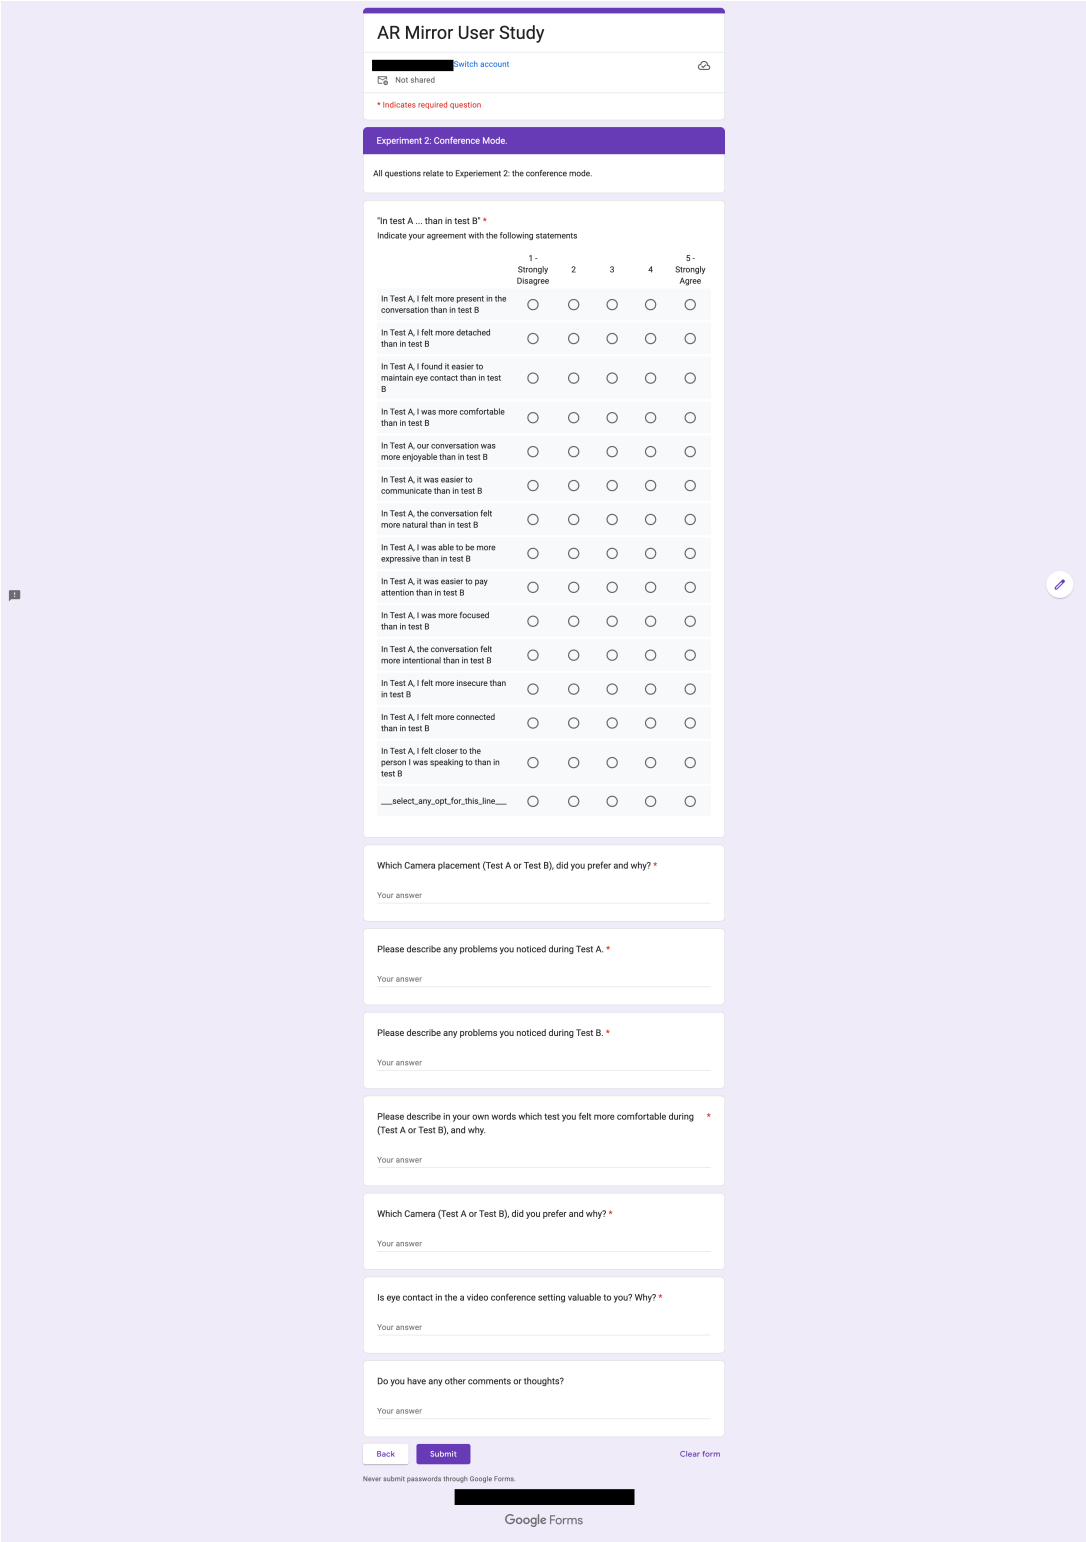 AR Mirror User Study
Switch account
Not shared
* Indicates required question
Experiment 2: Conference Mode.
All questions relate to Experiement 2: the conference mode.
"In test A ... than in test B" *
Indicate your agreement with the following statements
1 -
Strongly
Disagree
2
3
4
5 -
Strongly
Agree
In Test A, I felt more present in the
conversation than in test B
In Test A, I felt more detached
than in test B
In Test A, I found it easier to
maintain eye contact than in test
B
In Test A, I was more comfortable
than in test B
In Test A, our conversation was
more enjoyable than in test B
In Test A, it was easier to
communicate than in test B
In Test A, the conversation felt
more natural than in test B
In Test A, I was able to be more
expressive than in test B
In Test A, it was easier to pay
attention than in test B
In Test A, I was more focused
than in test B
In Test A, the conversation felt
more intentional than in test B
In Test A, I felt more insecure than
in test B
In Test A, I felt more connected
than in test B
In Test A, I felt closer to the
person I was speaking to than in
test B
___select_any_opt_for_this_line___
Which Camera placement (Test A or Test B), did you prefer and why? *
Your answer
Please describe any problems you noticed during Test A. *
Your answer
Please describe any problems you noticed during Test B. *
Your answer
Please describe in your own words which test you felt more comfortable during *
(Test A or Test B), and why.
Your answer
Which Camera (Test A or Test B), did you prefer and why? *
Your answer
Is eye contact in the a video conference setting valuable to you? Why? *
Your answer
Do you have any other comments or thoughts?
Your answer
Back
Submit
Clear form
Never submit passwords through Google Forms.
Google Forms